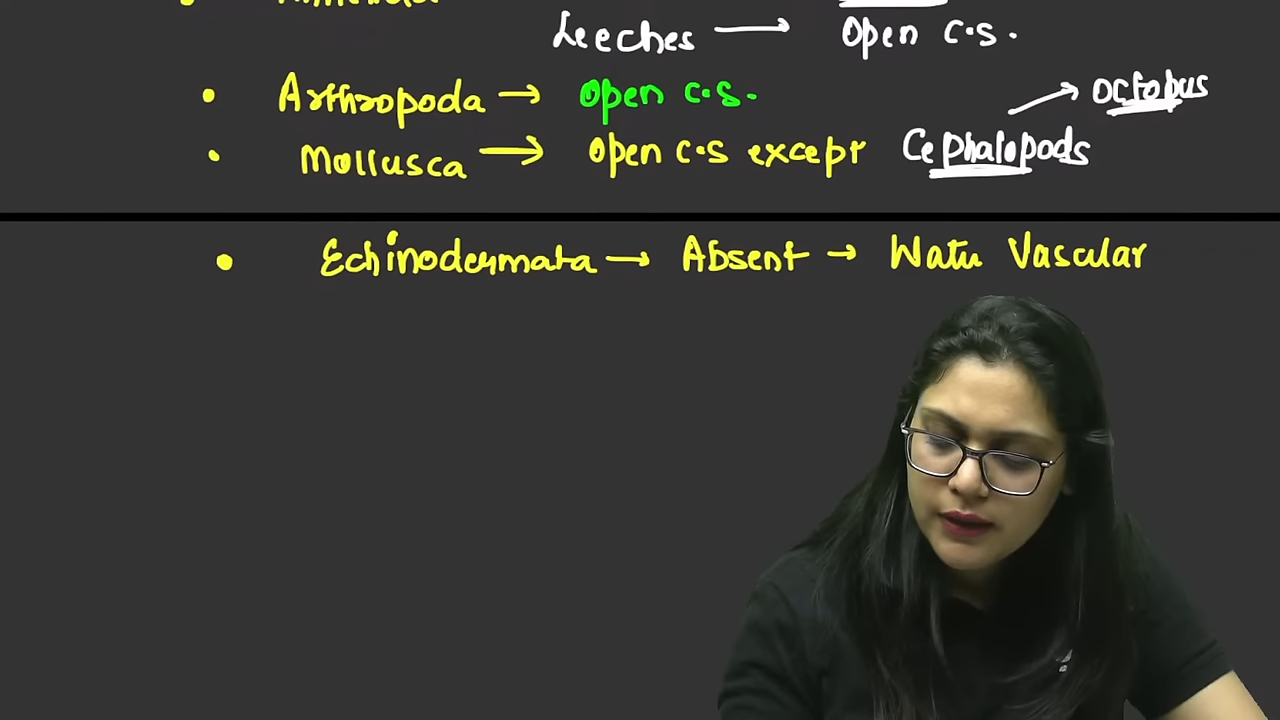 Leeches → Open c.s.
• Arthropoda → Open c.s. octopus
• Mollusca → Open c.s except Cephalopods
• Echinodermata → Absent → Water Vascular